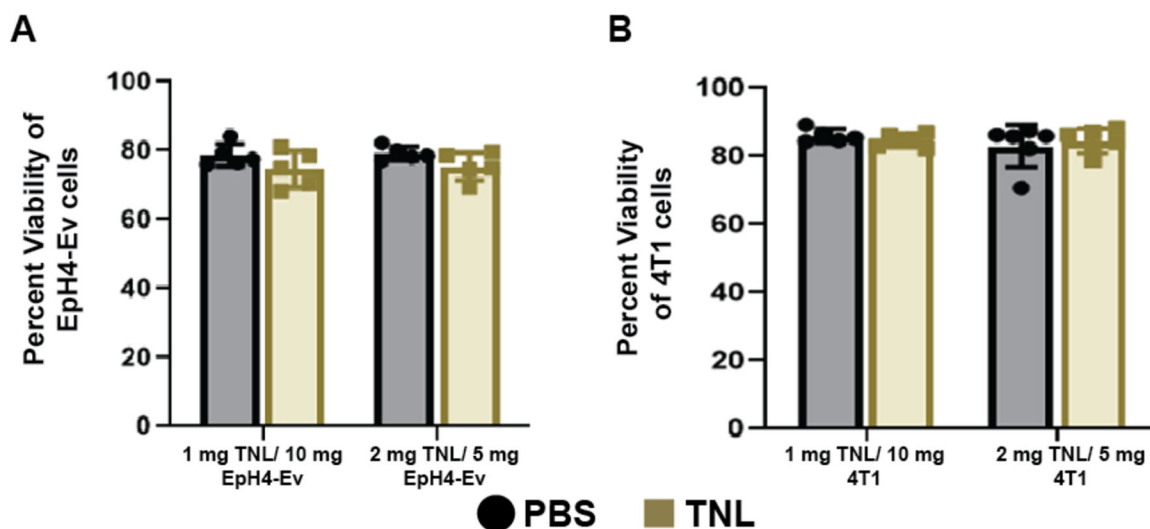 A
Percent Viability of
EpH4-Ev cells
100
80
60
40
20
0
1 mg TNL/ 10 mg
EpH4-Ev
2 mg TNL/ 5 mg
EpH4-Ev
B
Percent Viability
of 4T1 cells
100
80
60
40
20
0
1 mg TNL/ 10 mg
4T1
2 mg TNL/ 5 mg
4T1
PBS
TNL